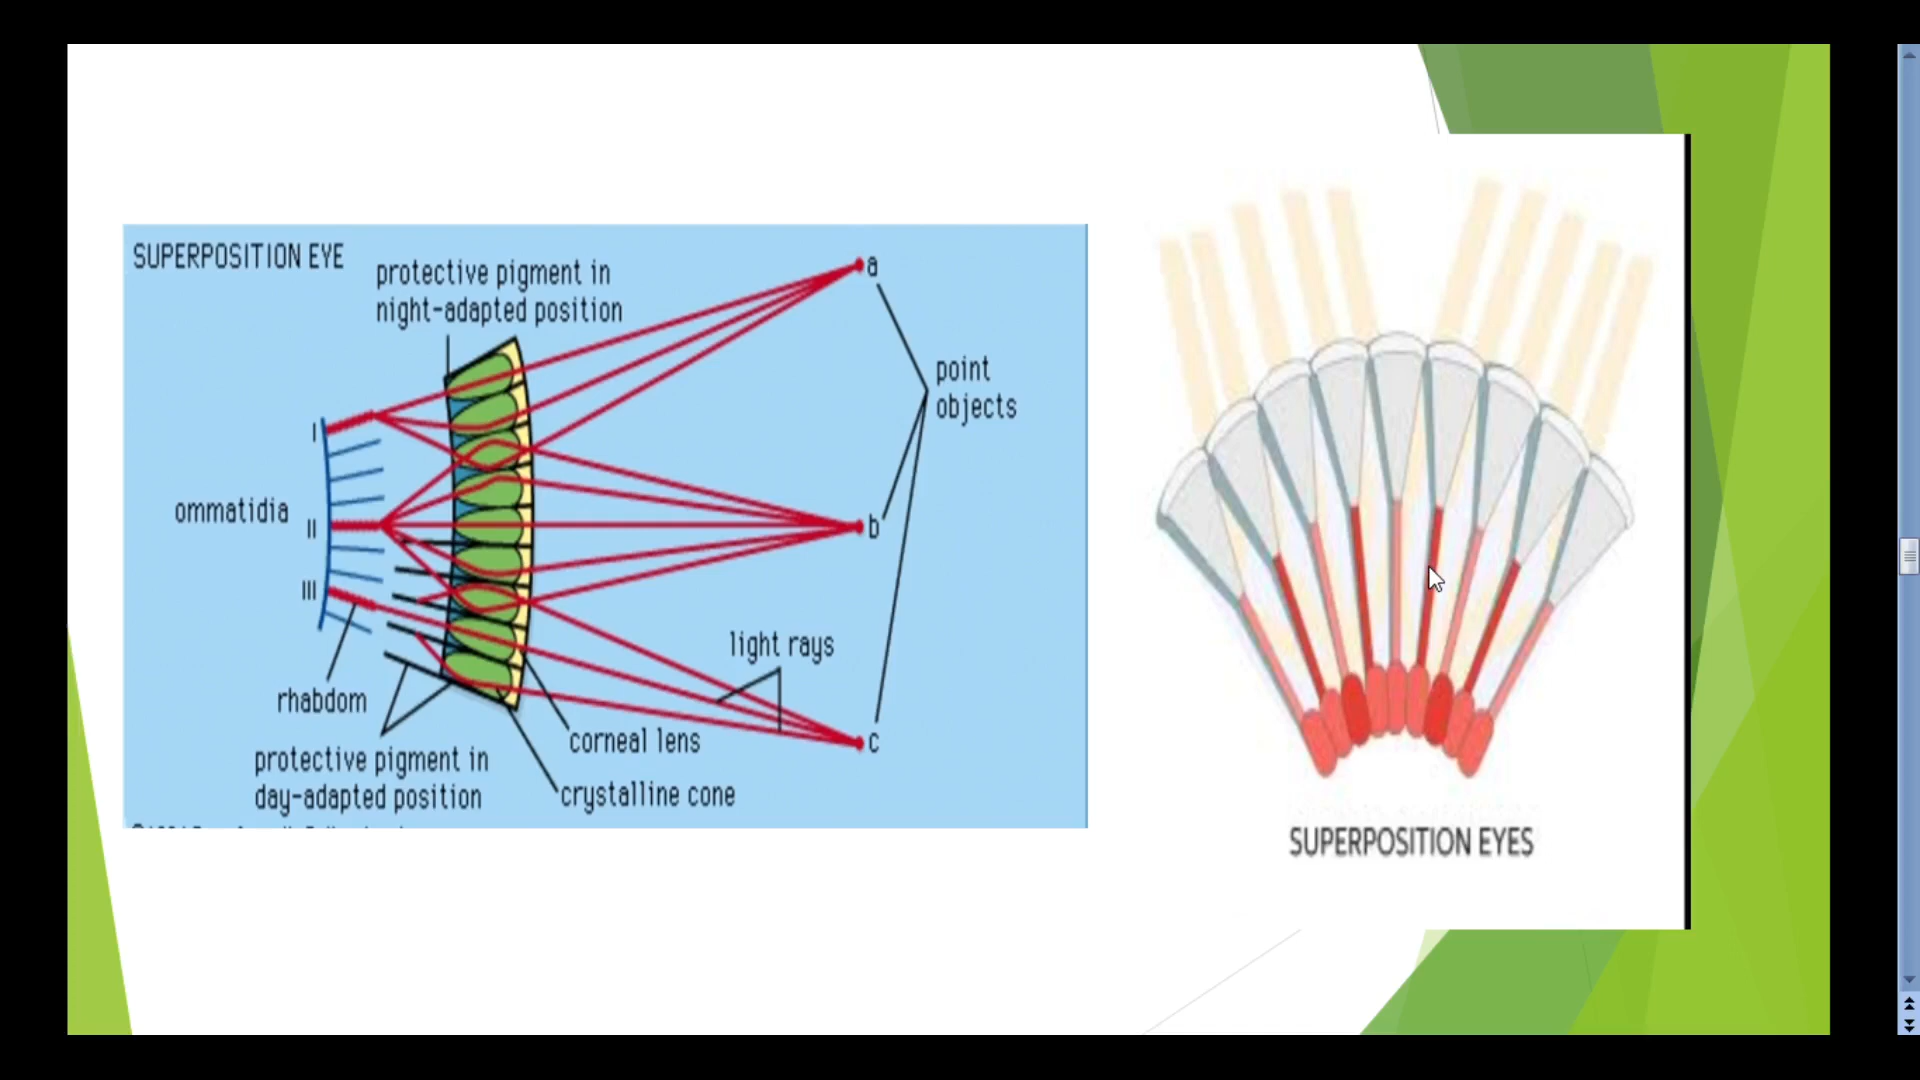 SUPERPOSITION EYE
protective pigment in
night-adapted position
a
point
objects
I
ommatidia
II
b
III
light rays
rhabdom
corneal lens
c
protective pigment in
day-adapted position
crystalline cone
SUPERPOSITION EYES